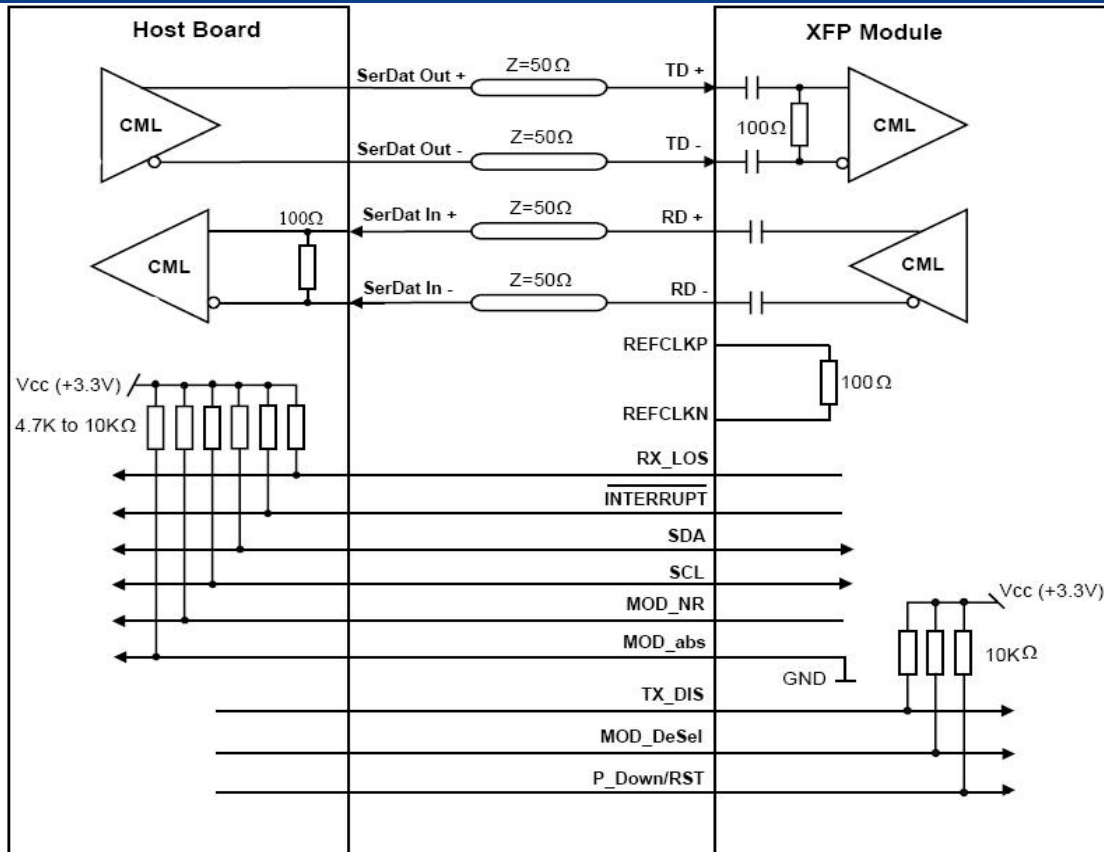 Host Board
XFP Module
SerDat Out +
Z=50Ω
TD +
CML
100Ω
CML
SerDat Out -
Z=50Ω
TD -
100Ω
SerDat In +
Z=50Ω
RD +
CML
CML
SerDat In -
Z=50Ω
RD -
REFCLKP
100Ω
REFCLKN
Vcc (+3.3V)
4.7K to 10KΩ
RX_LOS
INTERRUPT
SDA
SCL
Vcc (+3.3V)
MOD_NR
MOD_abs
10KΩ
GND
TX_DIS
MOD_DeSel
P_Down/RST